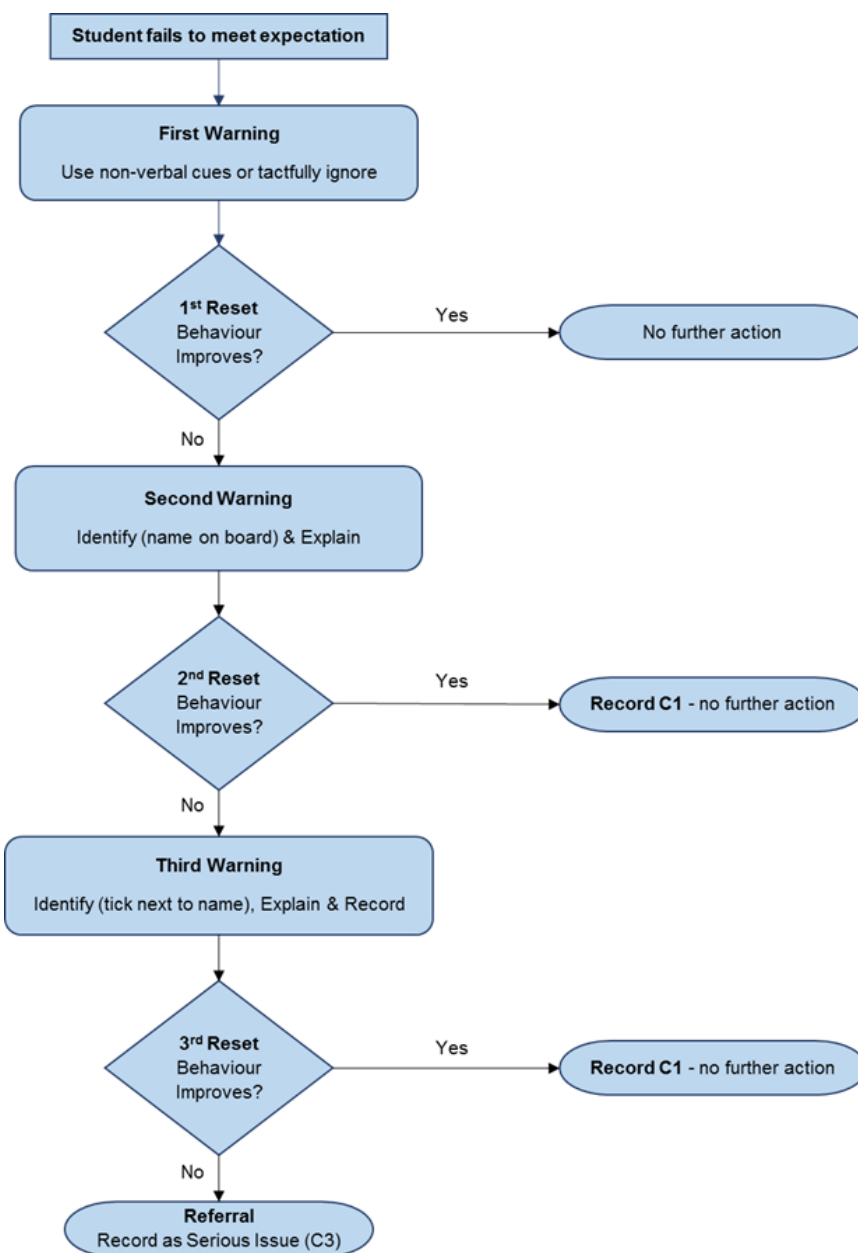 Student fails to meet expectation
First Warning
Use non-verbal cues or tactfully ignore
1st Reset
Behaviour
Improves?
Yes
No further action
No
Second Warning
Identify (name on board) & Explain
2nd Reset
Behaviour
Improves?
Yes
Record C1 - no further action
No
Third Warning
Identify (tick next to name), Explain & Record
3rd Reset
Behaviour
Improves?
Yes
Record C1 - no further action
No
Referral
Record as Serious Issue (C3)